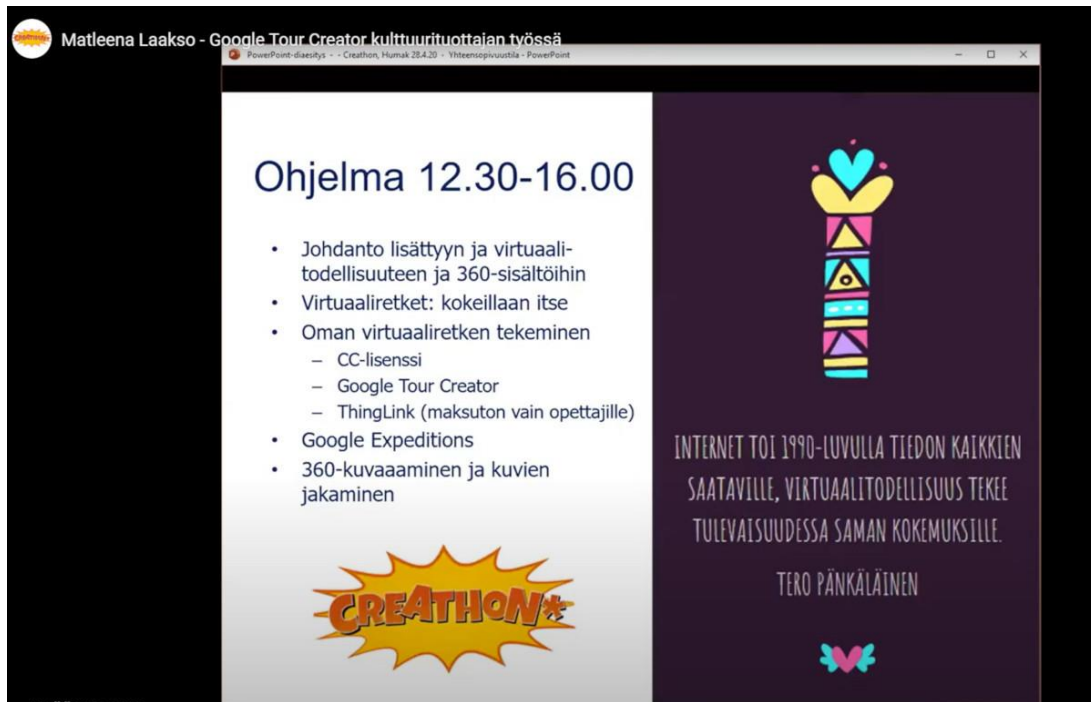 Matleena Laakso - Google Tour Creator kulttuurituottajan työssä
PowerPoint-diaesitys - - Creathon, Humak 28.4.20 - Yhteensopivuustila - PowerPoint
Ohjelma 12.30-16.00
• Johdanto lisättyyn ja virtuaali-
todellisuuteen ja 360-sisältöihin
• Virtuaaliretket: kokeillaan itse
• Oman virtuaaliretken tekeminen
– CC-lisenssi
– Google Tour Creator
– ThingLink (maksuton vain opettajille)
• Google Expeditions
• 360-kuvaaaminen ja kuvien
jakaminen
CREATHON*
INTERNET TOI 1990-LUVULLA TIEDON KAIKKIEN
SAATAVILLE, VIRTUAALITODELLISUUS TEKEE
TULEVAISUUDESSA SAMAN KOKEMUKSILLE.
TERO PÄNKÄLÄINEN